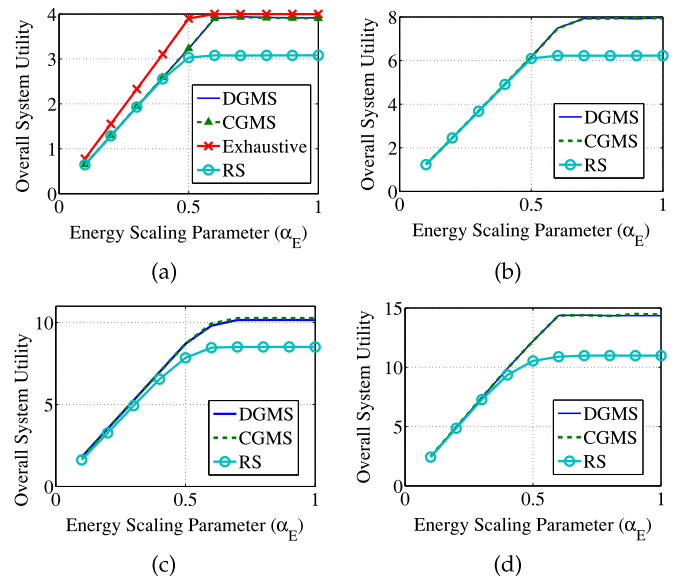 Overall System Utility
4
3
2
1
0
0 0.5 1
DGMS
CGMS
Exhaustive
RS
Energy Scaling Parameter (αE)
(a)
Overall System Utility
8
6
4
2
0
0 0.5 1
DGMS
CGMS
RS
Energy Scaling Parameter (αE)
(b)
Overall System Utility
10
5
0
0 0.5 1
DGMS
CGMS
RS
Energy Scaling Parameter (αE)
(c)
Overall System Utility
15
10
5
0
0 0.5 1
DGMS
CGMS
RS
Energy Scaling Parameter (αE)
(d)